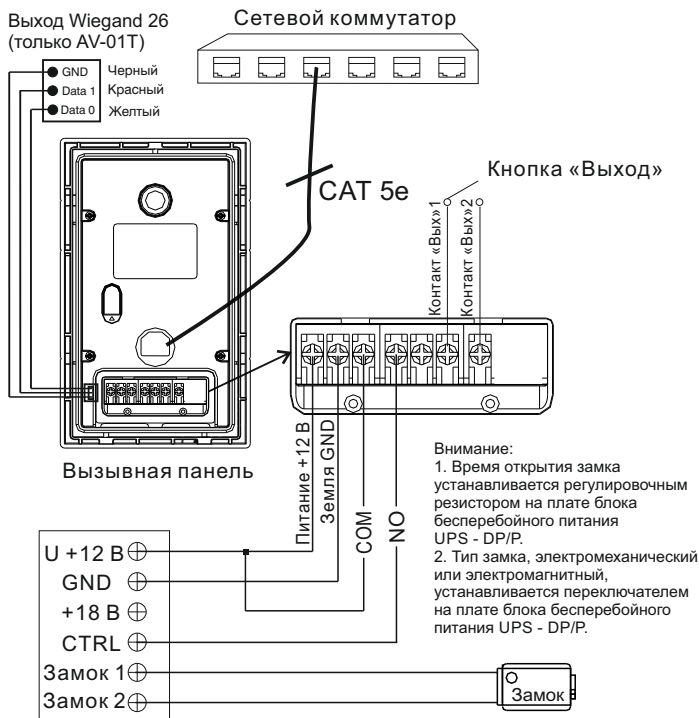 Выход Wiegand 26
(только AV-01T)
GND Черный
Data 1 Красный
Data 0 Желтый
Сетевой коммутатор
CAT 5e
Кнопка «Выход»
Контакт «Вых»1
Контакт «Вых»2
Вызывная панель
Питание +12 В
Земля GND
COM
NO
Внимание:
1. Время открытия замка
устанавливается регулировочным
резистором на плате блока
бесперебойного питания
UPS - DP/P.
2. Тип замка, электромеханический
или электромагнитный,
устанавливается переключателем
на плате блока бесперебойного
питания UPS - DP/P.
U +12 В
GND
+18 В
CTRL
Замок 1
Замок 2
Замок